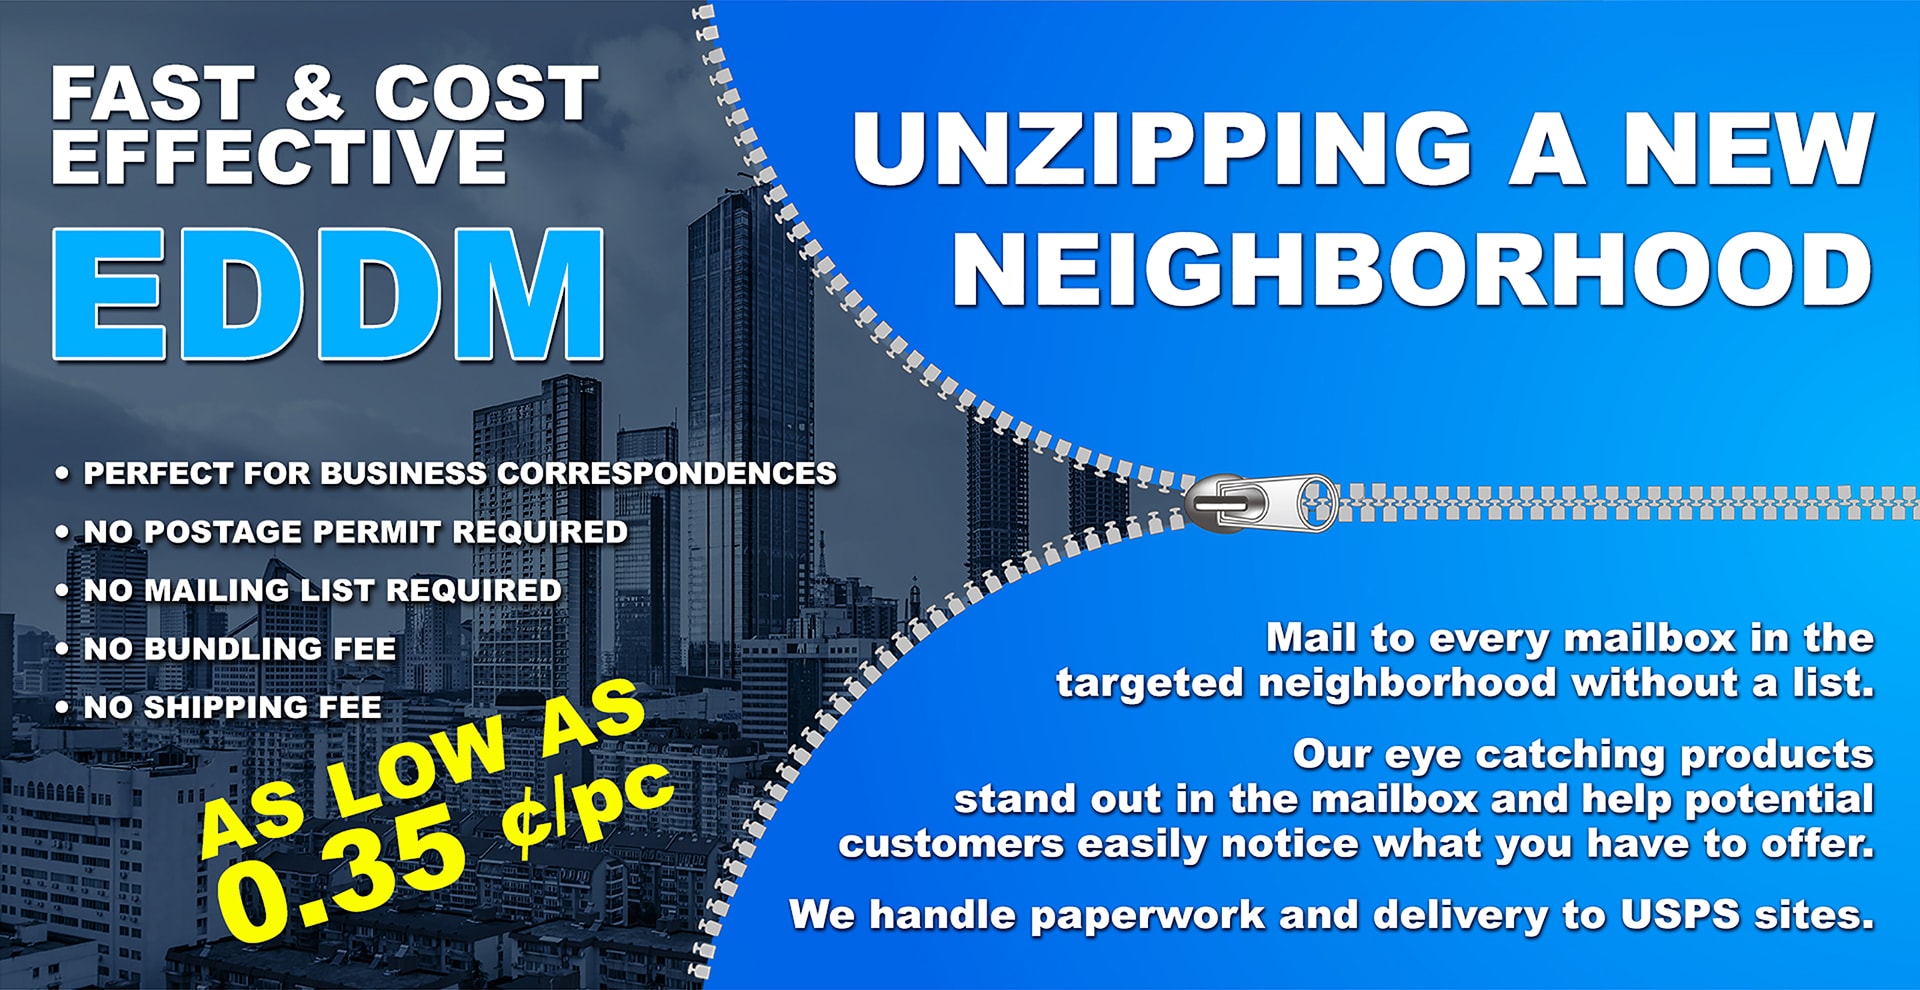 FAST & COST
EFFECTIVE
EDDM
• PERFECT FOR BUSINESS CORRESPONDENCES
• NO POSTAGE PERMIT REQUIRED
• NO MAILING LIST REQUIRED
• NO BUNDLING FEE
• NO SHIPPING FEE
AS LOW AS
0.35 ¢/pc
UNZIPPING A NEW
NEIGHBORHOOD
Mail to every mailbox in the
targeted neighborhood without a list.
Our eye catching products
stand out in the mailbox and help potential
customers easily notice what you have to offer.
We handle paperwork and delivery to USPS sites.